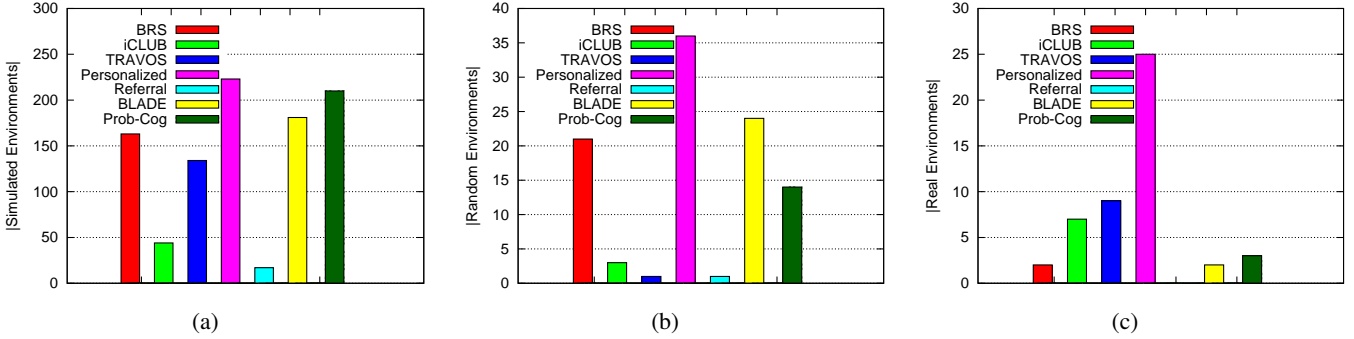 |Simulated Environments|
300
250
200
150
100
50
0
BRS
iCLUB
TRAVOS
Personalized
Referral
BLADE
Prob-Cog
(a)
|Random Environments|
40
35
30
25
20
15
10
5
0
BRS
iCLUB
TRAVOS
Personalized
Referral
BLADE
Prob-Cog
(b)
|Real Environments|
30
25
20
15
10
5
0
BRS
iCLUB
TRAVOS
Personalized
Referral
BLADE
Prob-Cog
(c)